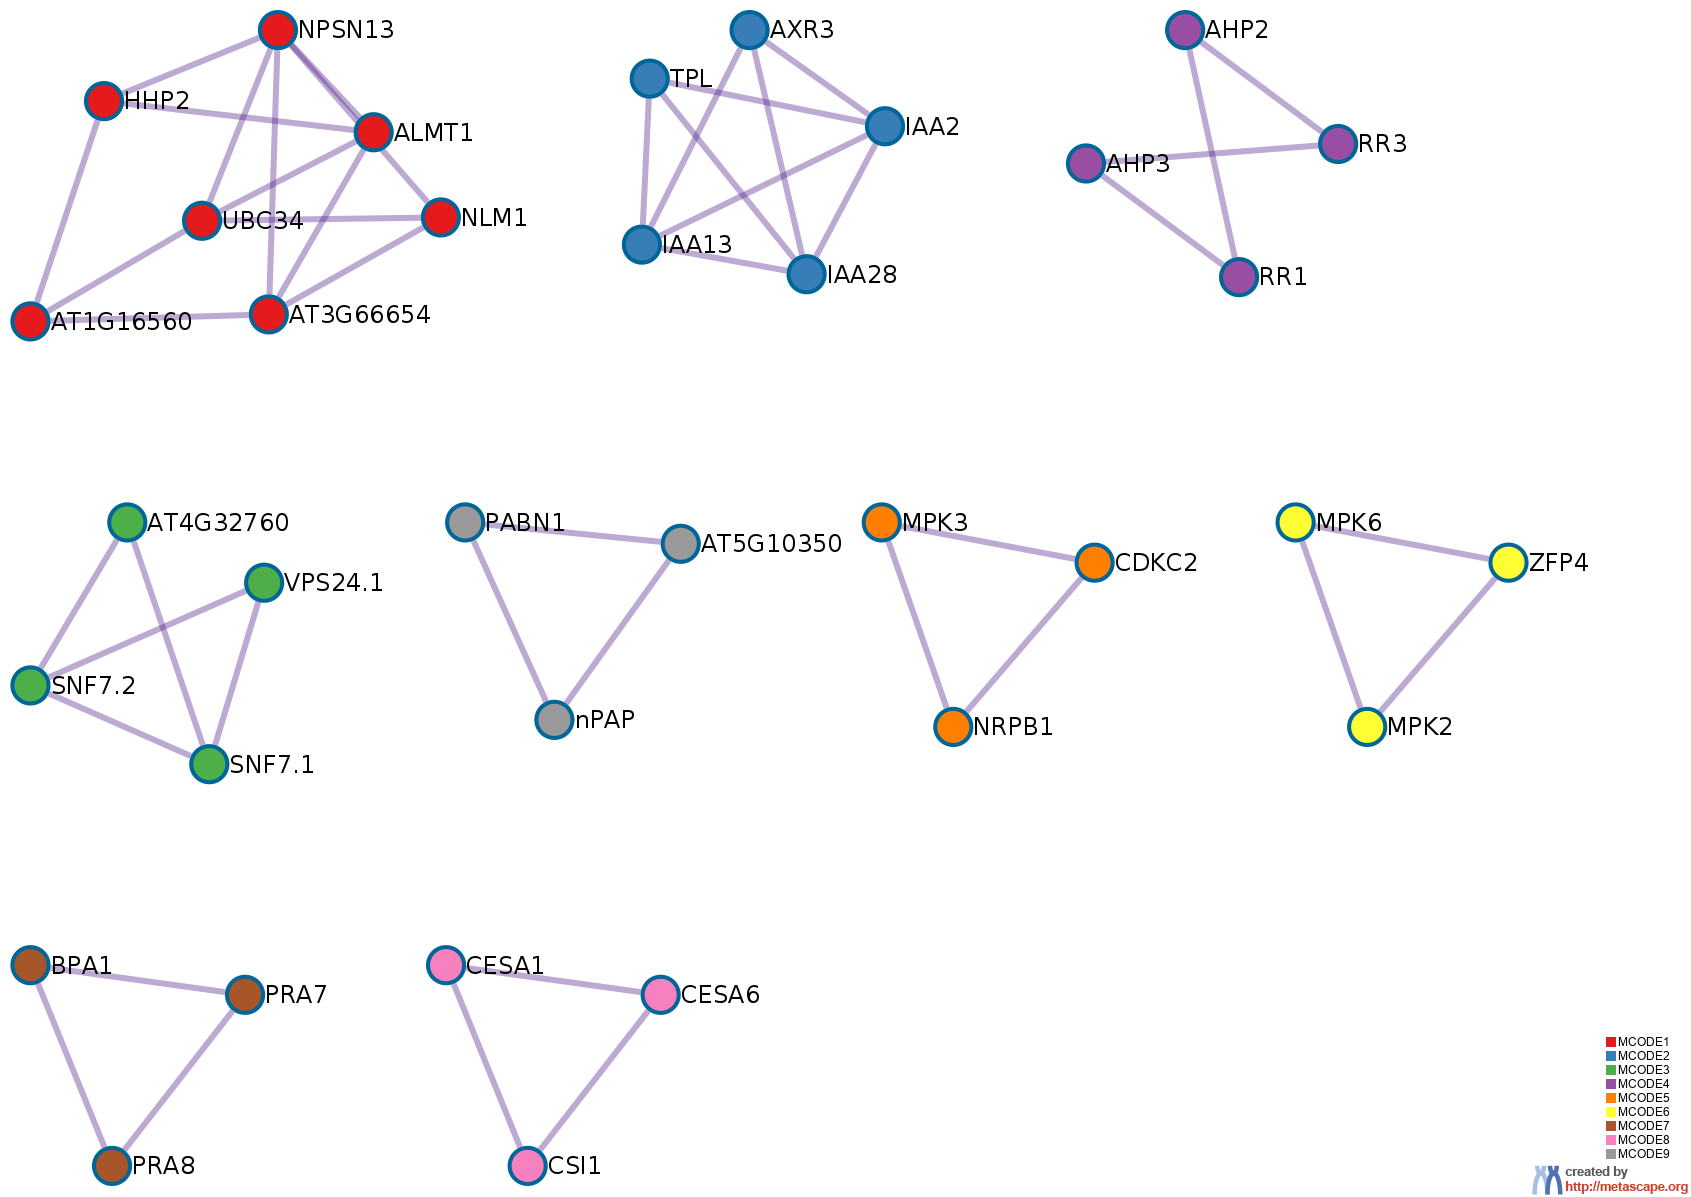 NPSN13
HHP2
ALMT1
UBC34
NLM1
AT1G16560
AT3G66654
AXR3
TPL
IAA2
IAA13
IAA28
AHP2
RR3
AHP3
RR1
AT4G32760
VPS24.1
SNF7.2
SNF7.1
PABN1
AT5G10350
nPAP
MPK3
CDKC2
NRPB1
MPK6
ZFP4
MPK2
BPA1
PRA7
PRA8
CESA1
CESA6
CSI1
MCODE1
MCODE2
MCODE3
MCODE4
MCODE5
MCODE6
MCODE7
MCODE8
MCODE9
created by
http://metascape.org